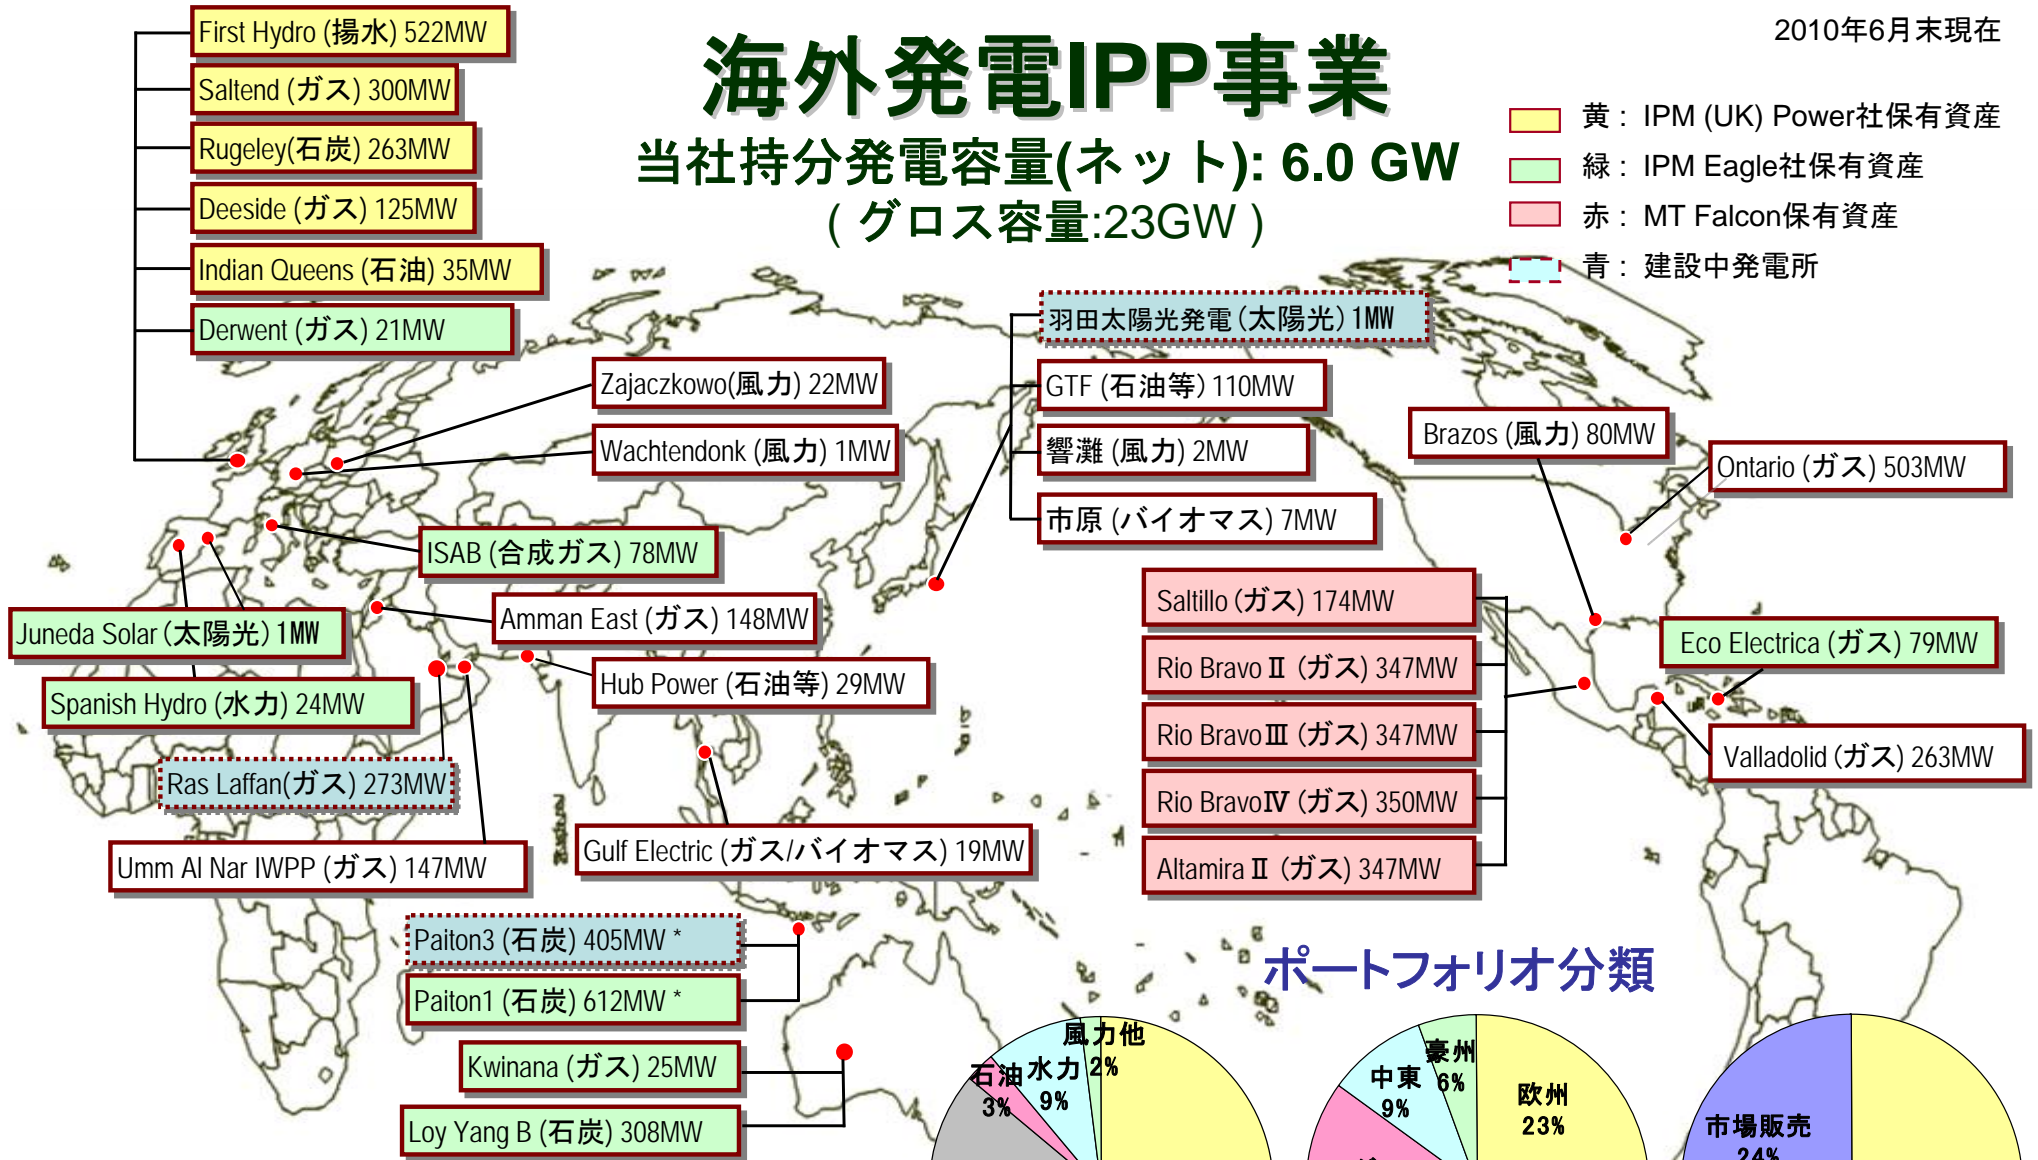 2010年6月末現在
海外発電IPP事業
当社持分発電容量(ネット): 6.0 GW
( グロス容量:23GW )
黄 : IPM (UK) Power社保有資産
緑 : IPM Eagle社保有資産
赤 : MT Falcon保有資産
青 : 建設中発電所
First Hydro (揚水) 522MW
Saltend (ガス) 300MW
Rugeley(石炭) 263MW
Deeside (ガス) 125MW
Indian Queens (石油) 35MW
Derwent (ガス) 21MW
Zajaczkowo(風力) 22MW
Wachtendonk (風力) 1MW
ISAB (合成ガス) 78MW
Amman East (ガス) 148MW
Hub Power (石油等) 29MW
Juneda Solar (太陽光) 1MW
Spanish Hydro (水力) 24MW
Ras Laffan(ガス) 273MW
Umm Al Nar IWPP (ガス) 147MW
Gulf Electric (ガス/バイオマス) 19MW
Paiton3 (石炭) 405MW *
Paiton1 (石炭) 612MW *
Kwinana (ガス) 25MW
Loy Yang B (石炭) 308MW
羽田太陽光発電 (太陽光) 1MW
GTF (石油等) 110MW
響灘 (風力) 2MW
市原 (バイオマス) 7MW
Brazos (風力) 80MW
Ontario (ガス) 503MW
Saltillo (ガス) 174MW
Rio Bravo Ⅱ (ガス) 347MW
Rio Bravo Ⅲ (ガス) 347MW
Rio Bravo Ⅳ (ガス) 350MW
Altamira Ⅱ (ガス) 347MW
Eco Electrica (ガス) 79MW
Valladolid (ガス) 263MW
ポートフォリオ分類
風力他
2%
水力
9%
石油
3%
豪州
6%
中東
9%
欧州
23%
市場販売
24%